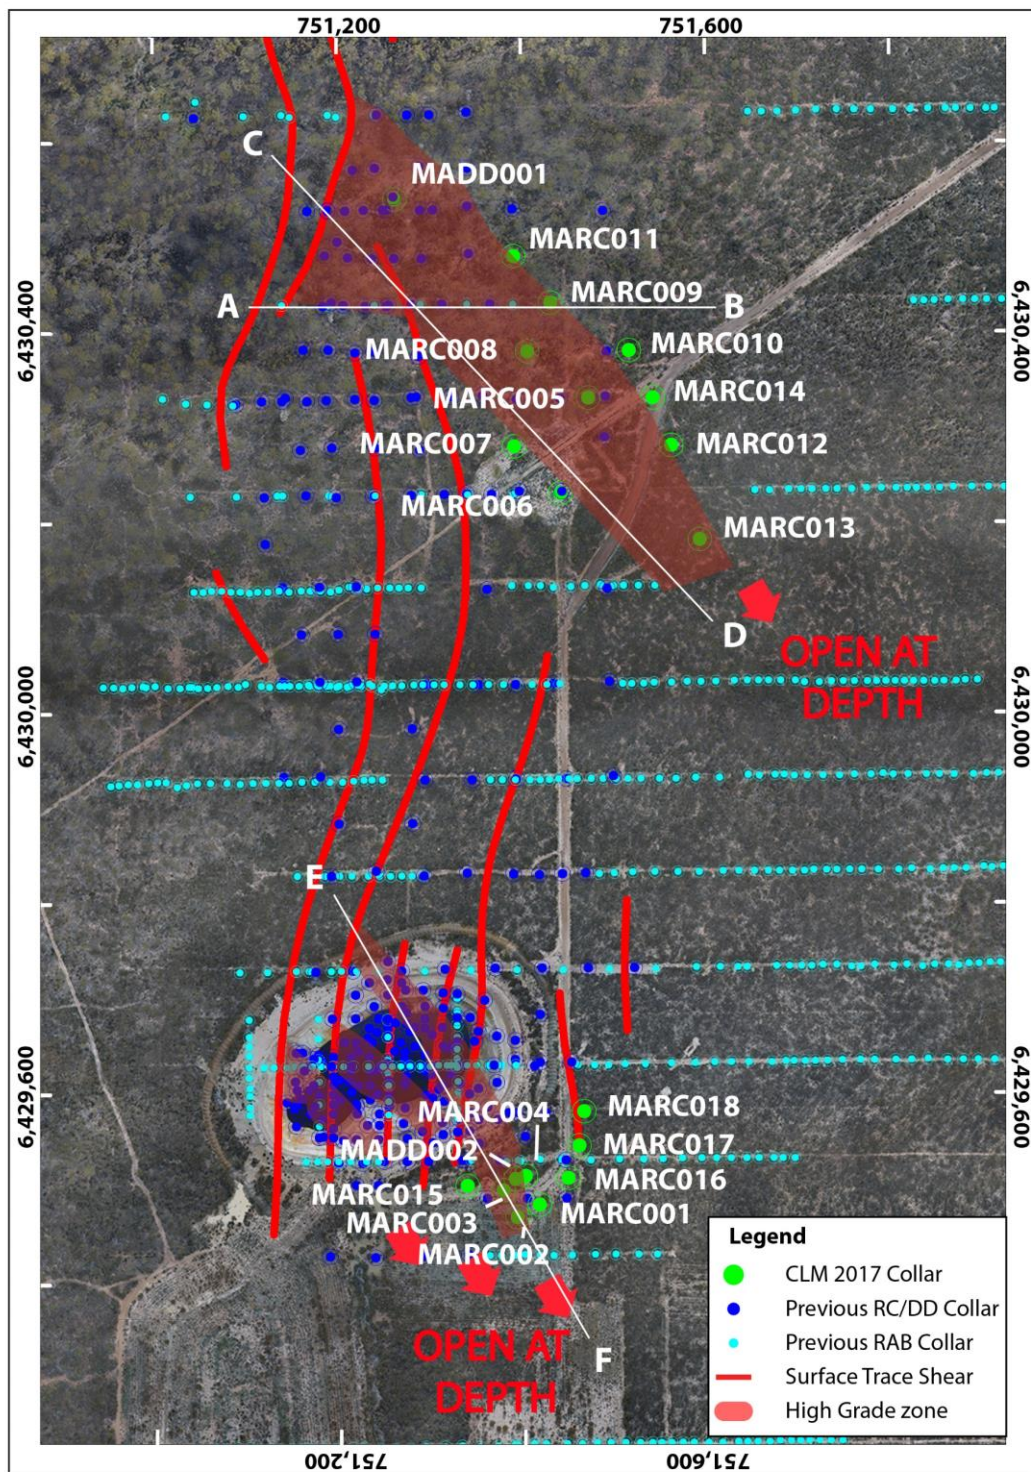 751,200
751,600
C
MADD001
MARC011
A
MARC009
B
6,430,400
6,430,400
MARC008
MARC010
MARC005
MARC014
MARC007
MARC012
MARC006
MARC013
D
OPEN AT
DEPTH
6,430,000
6,430,000
E
6,429,600
6,429,600
MARC004
MARC018
MADD002
MARC017
MARC015
MARC016
MARC003
MARC001
MARC002
OPEN AT
DEPTH
F
Legend
CLM 2017 Collar
Previous RC/DD Collar
Previous RAB Collar
Surface Trace Shear
High Grade zone
751,200
751,600